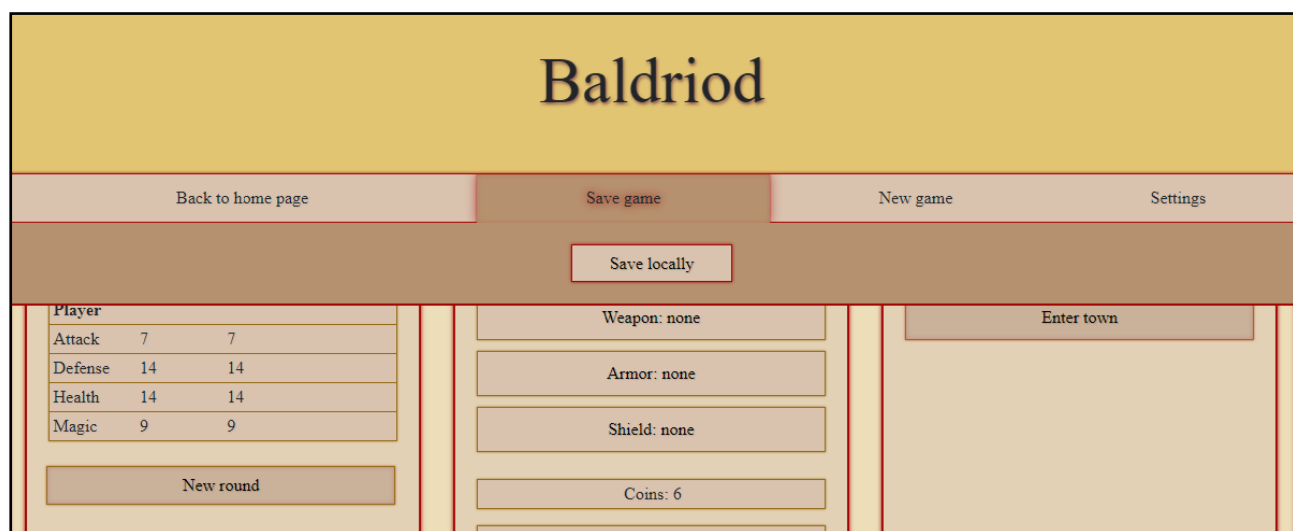 Baldriod
Back to home page Save game New game Settings
Save locally
Player
Attack 7 7
Defense 14 14
Health 14 14
Magic 9 9
New round
Weapon: none
Armor: none
Shield: none
Coins: 6
Enter town